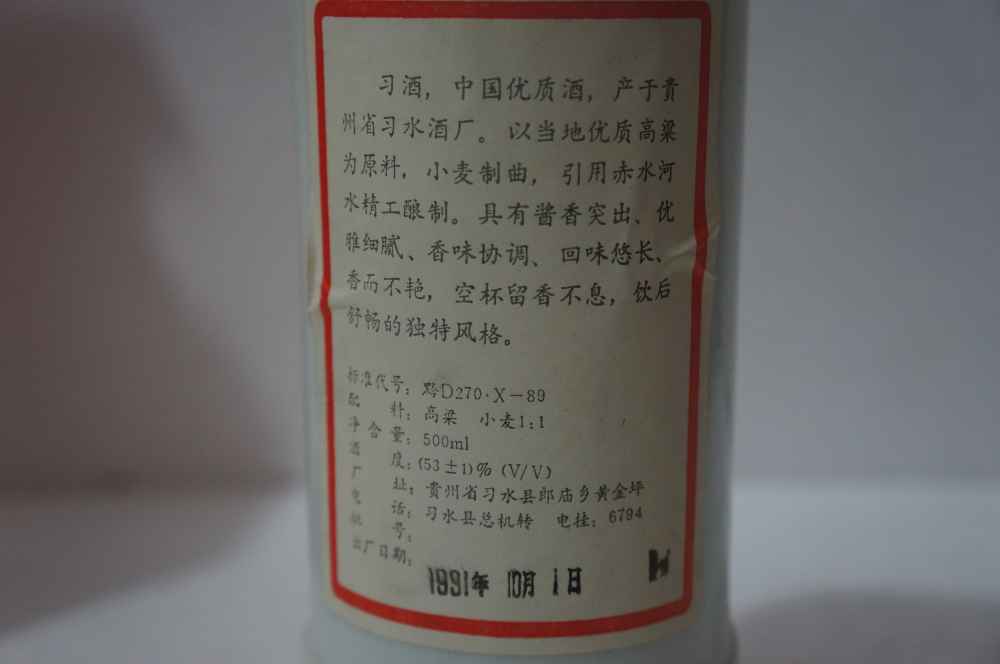 习酒，中国优质酒，产于贵
州省习水酒厂。以当地优质高粱
为原料，小麦制曲，引用赤水河
水精工酿制。具有酱香突出、优
雅细腻、香味协调、回味悠长、
香而不艳，空杯留香不息，饮后
舒畅的独特风格。
标准代号：黔D270·X－89
配料：高梁 小麦1:1
净含量：500ml
酒度：(53±1)%（V/V）
厂址：贵州省习水县郎庙乡黄金坪
电话：习水县总机转 电挂：6794
批号：
出厂日期：
1991年 10月 1日